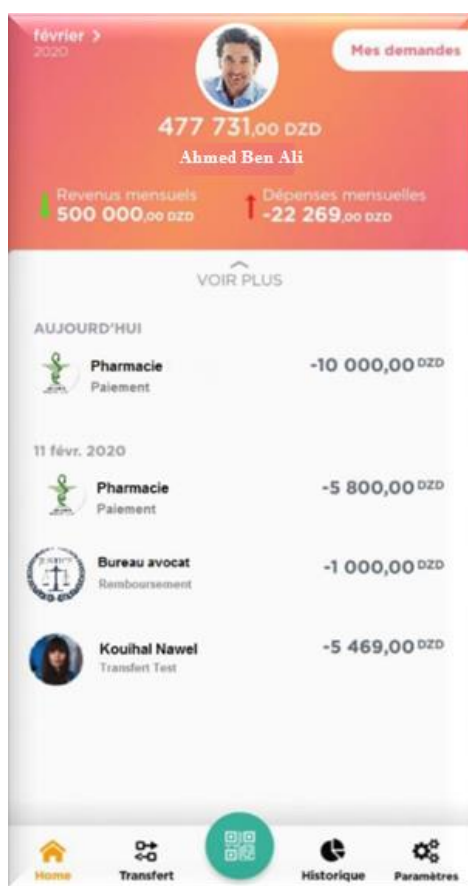 février >
2020
Mes demandes
477 731,00 DZD
Ahmed Ben Ali
Revenus mensuels
500 000,00 DZD
Dépenses mensuelles
-22 269,00 DZD
VOIR PLUS
AUJOURD'HUI
Pharmacie
-10 000,00 DZD
Paiement
11 févr. 2020
Pharmacie
-5 800,00 DZD
Paiement
JUSTICE
Bureau avocat
-1 000,00 DZD
Remboursement
Kouihal Nawel
-5 469,00 DZD
Transfert Test
Home
Transfert
Historique
Paramètres